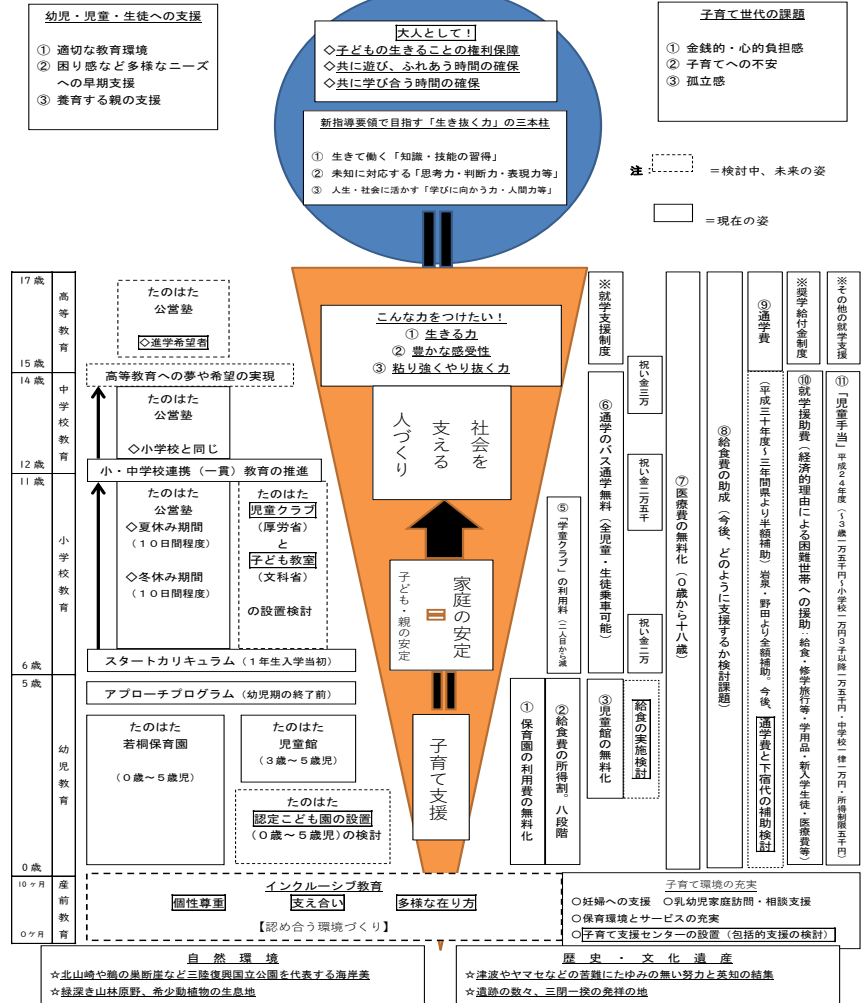 幼児・児童・生徒への支援
① 適切な教育環境
② 困り感など多様なニーズ
への早期支援
③ 養育する親の支援
大人として！
◇子どもの生きることの権利保障
◇共に遊び、ふれあう時間の確保
◇共に学び合う時間の確保
新指導要領で目指す「生き抜く力」の三本柱
① 生きて働く「知識・技能の習得」
② 未知に対応する「思考力・判断力・表現力等」
③ 人生・社会に活かす「学びに向かう力・人間力等」
子育て世代の課題
① 金銭的・心的負担感
② 子育てへの不安
③ 孤立感
注：
＝検討中、未来の姿
＝現在の姿
17歳
高等教育
15歳
14歳
中学校教育
12歳
11歳
小学校教育
6歳
5歳
幼児教育
0歳
10ヶ月
産前教育
0ヶ月
たのはた
公営塾
◇進学希望者
高等教育への夢や希望の実現
たのはた
公営塾
◇小学校と同じ
小・中学校連携（一貫）教育の推進
たのはた
公営塾
◇夏休み期間
（10日間程度）
◇冬休み期間
（10日間程度）
たのはた
児童クラブ
（厚労省）
と
子ども教室
（文科省）
の設置検討
スタートカリキュラム（1年生入学当初）
アプローチプログラム（幼児期の終了前）
たのはた
若桐保育園
（0歳～5歳児）
たのはた
児童館
（3歳～5歳児）
たのはた
認定こども園の設置
（0歳～5歳児）の検討
こんな力をつけたい！
① 生きる力
② 豊かな感受性
③ 粘り強くやり抜く力
社会を
支える
人づくり
家庭の安定
＝
子ども・親の安定
子育て支援
① 保育園の利用費の無料化
② 給食費の所得割。八段階
⑤「学童クラブ」の利用料（二人目から減
③ 児童館の無料化
※就学支援制度
⑥ 通学のバス通学無料（全児童・生徒乗車可能）
祝い金三万
祝い金二万五千
祝い金二万
給食の実施検討
⑦ 医療費の無料化（0歳から十八歳）
⑧ 給食費の助成（今後、どのように支援するか検討課題）
⑨ 通学費
（平成三十年度～三年間県より半額補助）岩泉・野田より全額補助。今後、通学費と下宿代の補助検討
※奨学給付金制度
⑩ 就学援助費（経済的理由による困難世帯への援助：給食・修学旅行等・学用品・新入学生徒・医療費等）
※その他の就学支援
⑪「児童手当」平成24年度（～3歳一万五千円～小学校一万円3子以降一万五千円・中学校一律一万円・所得制限五千円）
インクルーシブ教育
個性尊重
支え合い
多様な在り方
【認め合う環境づくり】
子育て環境の充実
○妊婦への支援 ○乳幼児家庭訪問・相談支援
○保育環境とサービスの充実
○子育て支援センターの設置（包括的支援の検討）
自然環境
☆北山崎や鵜の巣断崖など三陸復興国立公園を代表する海岸美
☆緑深き山林原野、希少動植物の生息地
歴史・文化遺産
☆津波やヤマセなどの苦難にたゆみの無い努力と英知の結集
☆遺跡の数々、三閉一揆の発祥の地